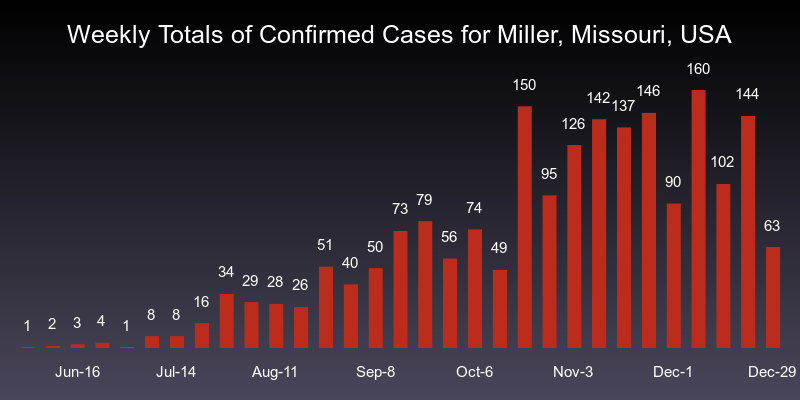 Weekly Totals of Confirmed Cases for Miller, Missouri, USA
1 2 3 4 1 8 8 16 34 29 28 26 51 40 50 73 79 56 74 49 150 95 126 142 137 146 90 160 102 144 63
Jun-16 Jul-14 Aug-11 Sep-8 Oct-6 Nov-3 Dec-1 Dec-29